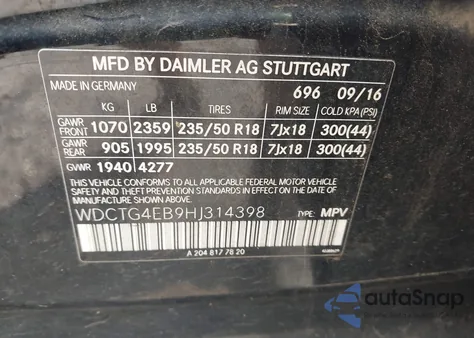 MFD BY DAIMLER AG STUTTGART
MADE IN GERMANY 696 09/16
KG LB TIRES RIM SIZE COLD KPA (PSI)
GAWR FRONT 1070 2359 235/50 R18 7Jx18 300(44)
GAWR REAR 905 1995 235/50 R18 7Jx18 300(44)
GVWR 1940 4277
THIS VEHICLE CONFORMS TO ALL APPLICABLE FEDERAL MOTOR VEHICLE
SAFETY, BUMPER, AND THEFT PREVENTION STANDARDS IN EFFECT ON THE DATE OF
MANUFACTURE SHOWN ABOVE.
WDCTG4EB9HJ314398 TYPE: MPV
A 204 817 78 20
autoSnap